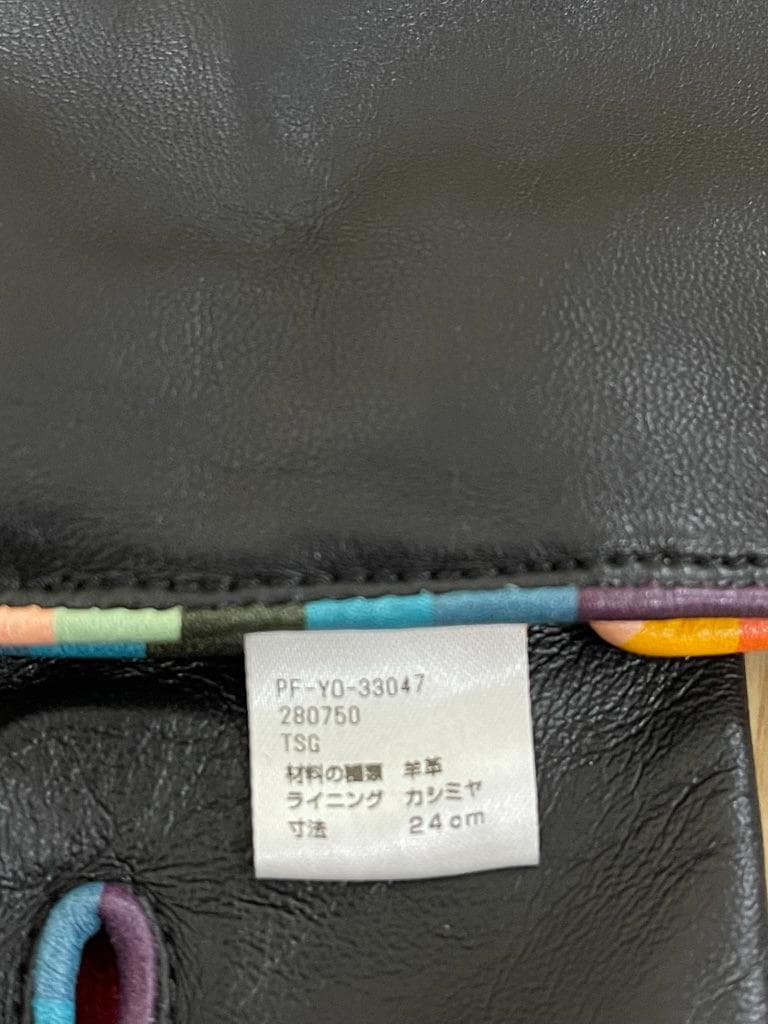 PF-YO-33047
280750
TSG
材料の種類 羊革
ライニング カシミヤ
寸法 24cm